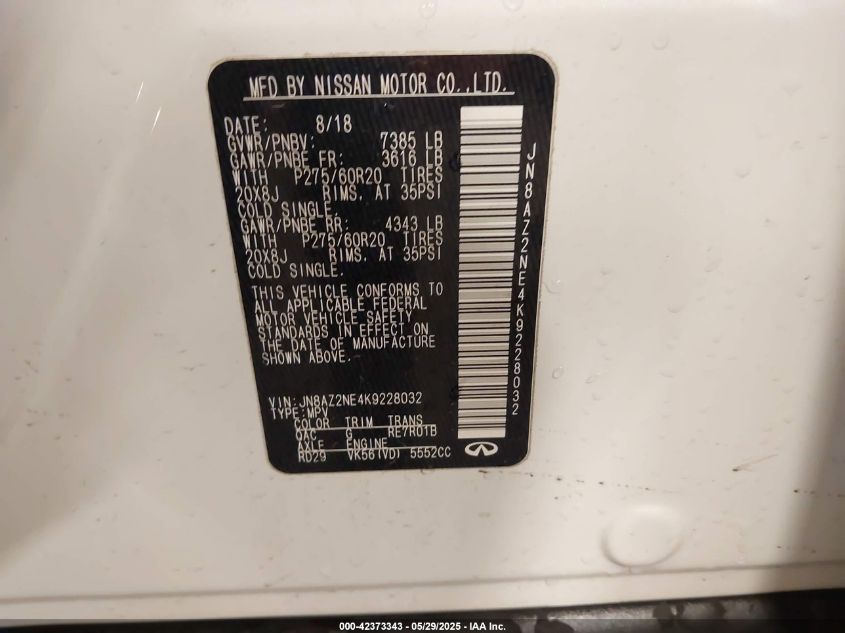 MFD BY NISSAN MOTOR CO.,LTD.
DATE: 8/18
GVWR/PNBV: 7385 LB
GAWR/PNBE FR: 3616 LB
WITH P275/60R20 TIRES
20X8J RIMS, AT 35PSI
COLD SINGLE.
GAWR/PNBE RR: 4343 LB
WITH P275/60R20 TIRES
20X8J RIMS, AT 35PSI
COLD SINGLE.
THIS VEHICLE CONFORMS TO
ALL APPLICABLE FEDERAL
MOTOR VEHICLE SAFETY
STANDARDS IN EFFECT ON
THE DATE OF MANUFACTURE
SHOWN ABOVE.
VIN:JN8AZ2NE4K9228032
TYPE:MPV
COLOR TRIM TRANS
QAC G RE7R01B
AXLE ENGINE
RD29 VK56(VD) 5552CC
JN8AZ2NE4K9228032
000-42373343 • 05/29/2025 - IAA Inc.